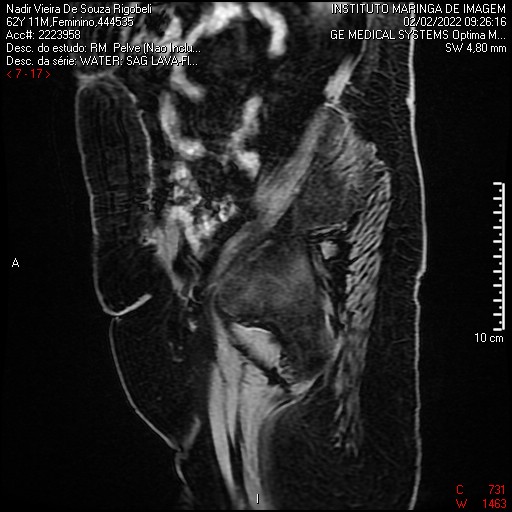 Nadir Vieira De Souza Rigobeli
62Y 11M,Feminino,444535
Acc#: 2223958
Desc. do estudo: RM Pelve (Nao Inclu...
Desc. da série: WATER: SAG LAVA-Fl...
< 7 - 17 >
INSTITUTO MARINGA DE IMAGEM
02/02/2022 09:26:16
GE MEDICAL SYSTEMS Optima M...
SW 4,80 mm
A
10 cm
I
C 731
W 1463